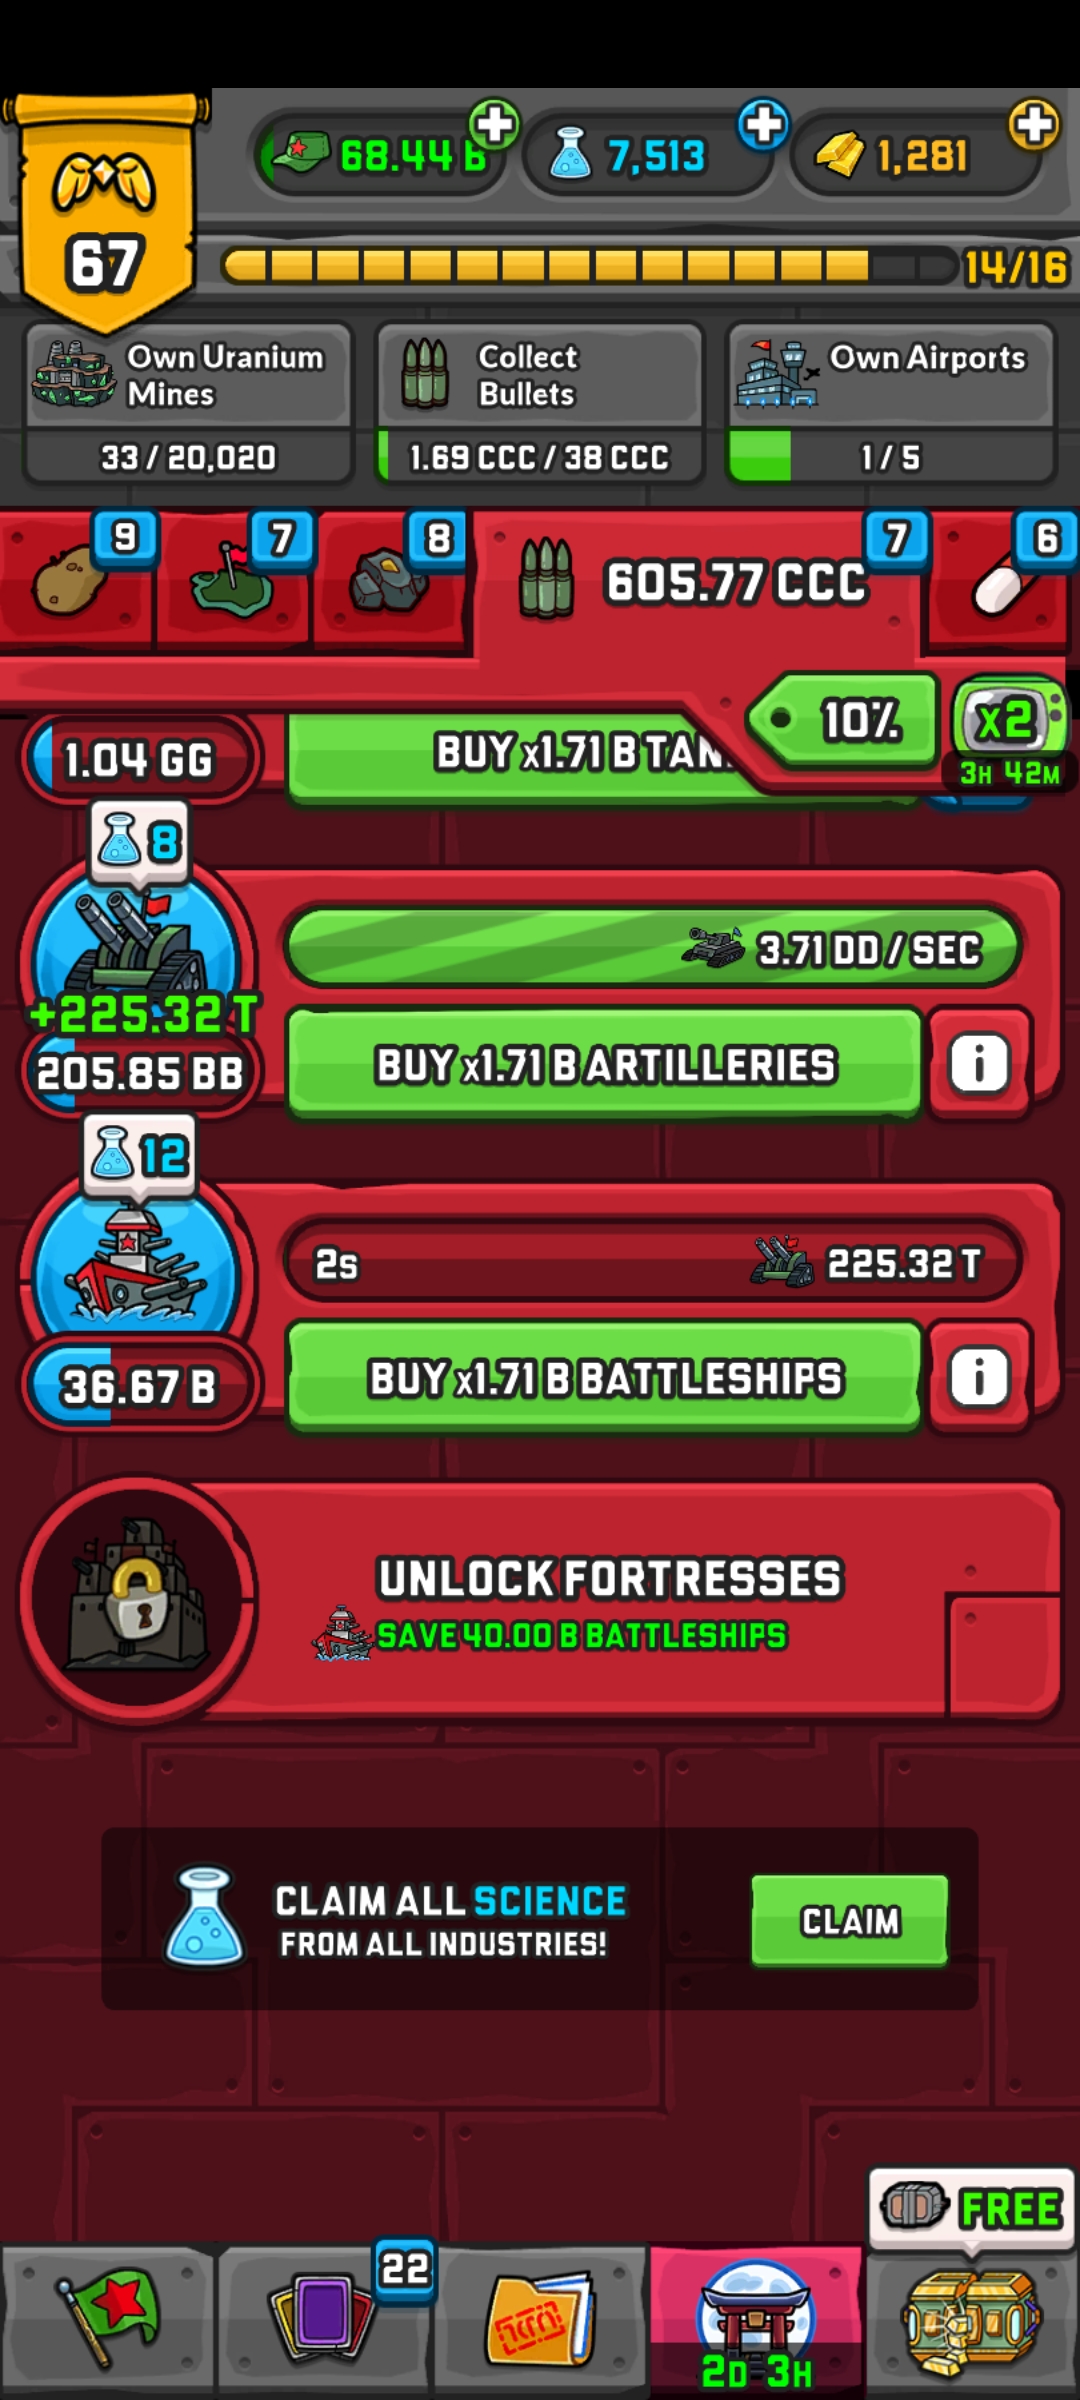 68.44 B
7,513
1,281
67
14/16
Own Uranium
Mines
33 / 20,020
Collect
Bullets
1.69 CCC / 38 CCC
Own Airports
1 / 5
9
7
8
605.77 CCC
7
6
10%
x2
3H 42M
1.04 GG
BUY x1.71 B
8
3.71 DD / SEC
+225.32 T
205.85 BB
BUY x1.71 B ARTILLERIES
i
12
2s
225.32 T
36.67 B
BUY x1.71 B BATTLESHIPS
i
UNLOCK FORTRESSES
SAVE 40.00 B BATTLESHIPS
CLAIM ALL SCIENCE
FROM ALL INDUSTRIES!
CLAIM
FREE
22
2D 3H